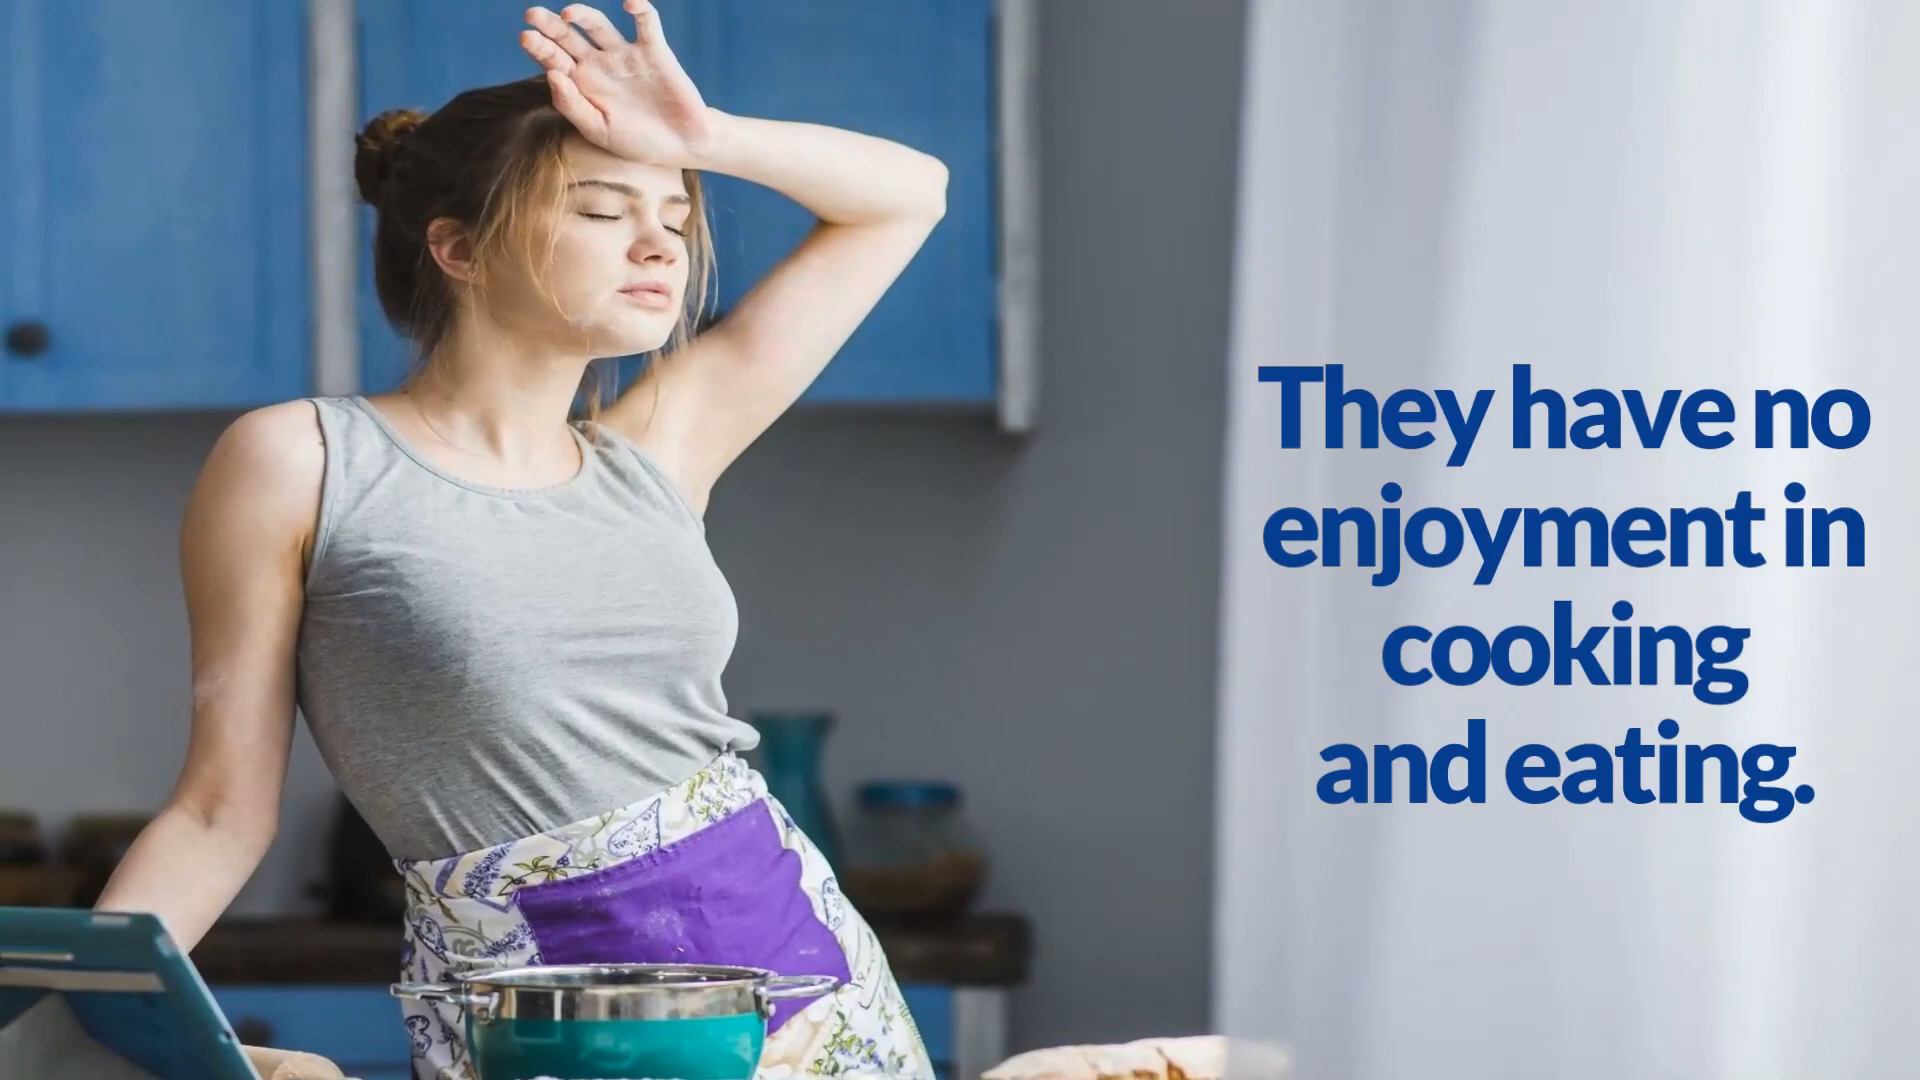 They have no
enjoyment in
cooking
and eating.